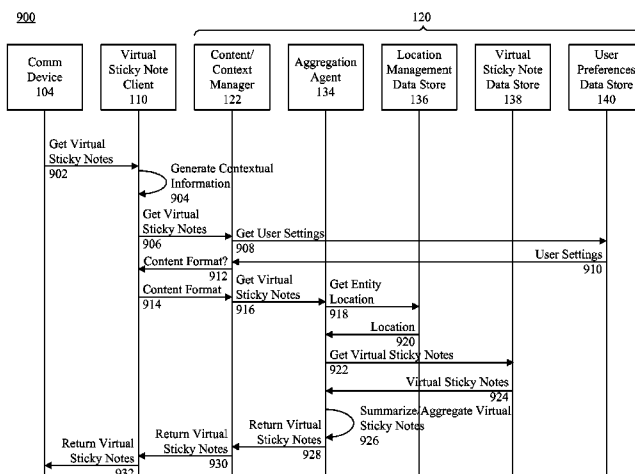 900
120
Comm
Device
104
Virtual
Sticky Note
Client
110
Content/
Context
Manager
122
Aggregation
Agent
134
Location
Management
Data Store
136
Virtual
Sticky Note
Data Store
138
User
Preferences
Data Store
140
Get Virtual
Sticky Notes
902
Generate Contextual
Information
904
Get Virtual
Sticky Notes
906
Get User Settings
908
User Settings
910
Content Format?
912
Content Format
914
Get Virtual
Sticky Notes
916
Get Entity
Location
918
Location
920
Get Virtual Sticky Notes
922
Virtual Sticky Notes
924
Summarize/Aggregate Virtual
Sticky Notes
926
Return Virtual
Sticky Notes
928
Return Virtual
Sticky Notes
930
Return Virtual
Sticky Notes
932